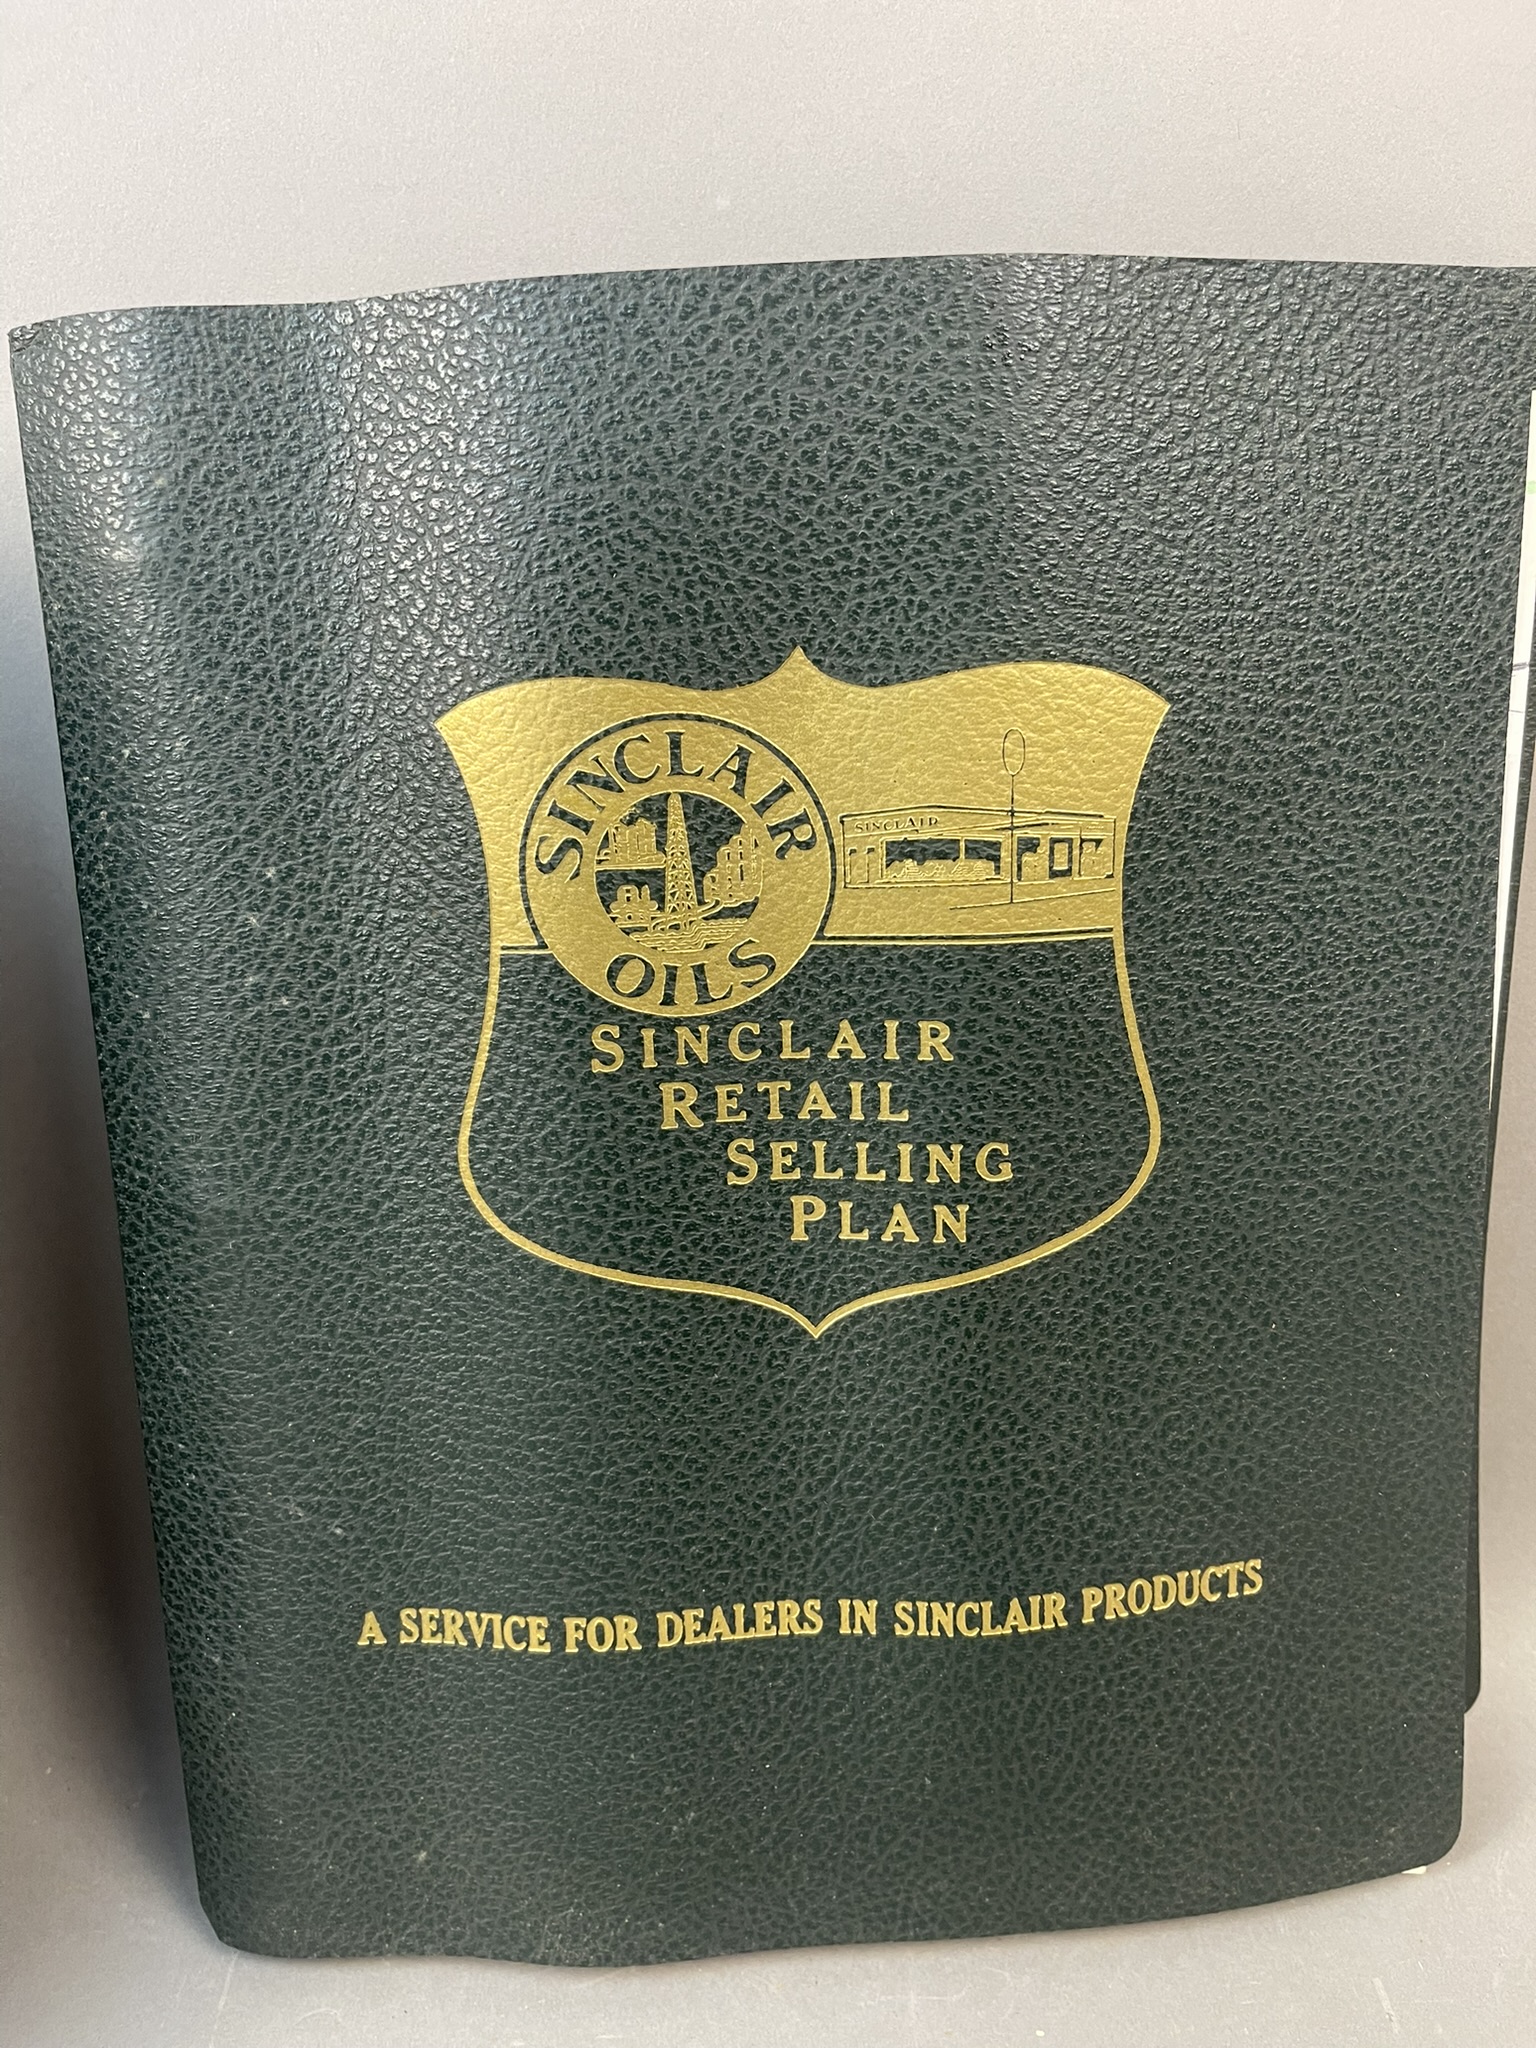 SINCLAIR
OILS
SINCLAIR
SINCLAIR
RETAIL
SELLING
PLAN
A SERVICE FOR DEALERS IN SINCLAIR PRODUCTS